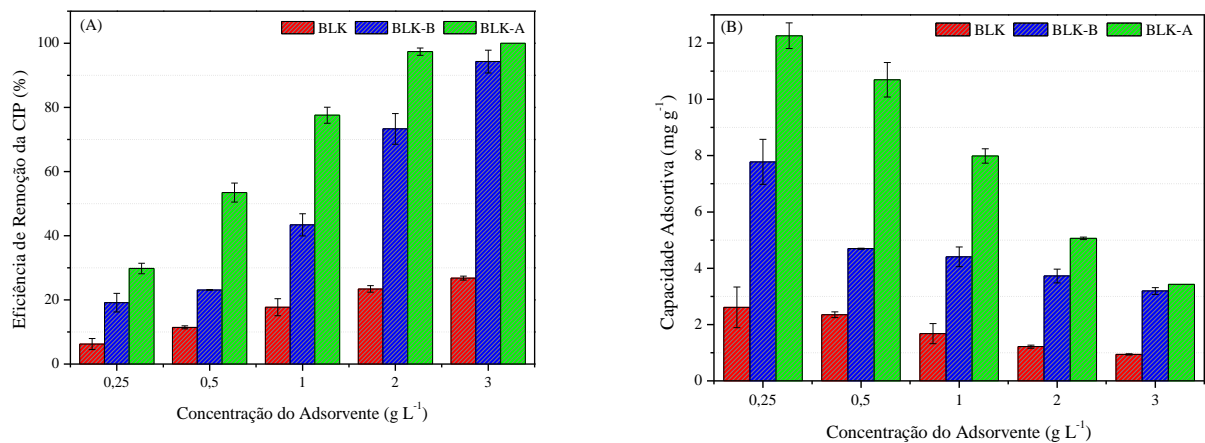 (A)
BLK BLK-B BLK-A
Eficiência de Remoção da CIP (%)
100
80
60
40
20
0
0,25 0,5 1 2 3
Concentração do Adsorvente (g L-1)
(B)
BLK BLK-B BLK-A
Capacidade Adsortiva (mg g-1)
12
10
8
6
4
2
0
0,25 0,5 1 2 3
Concentração do Adsorvente (g L-1)